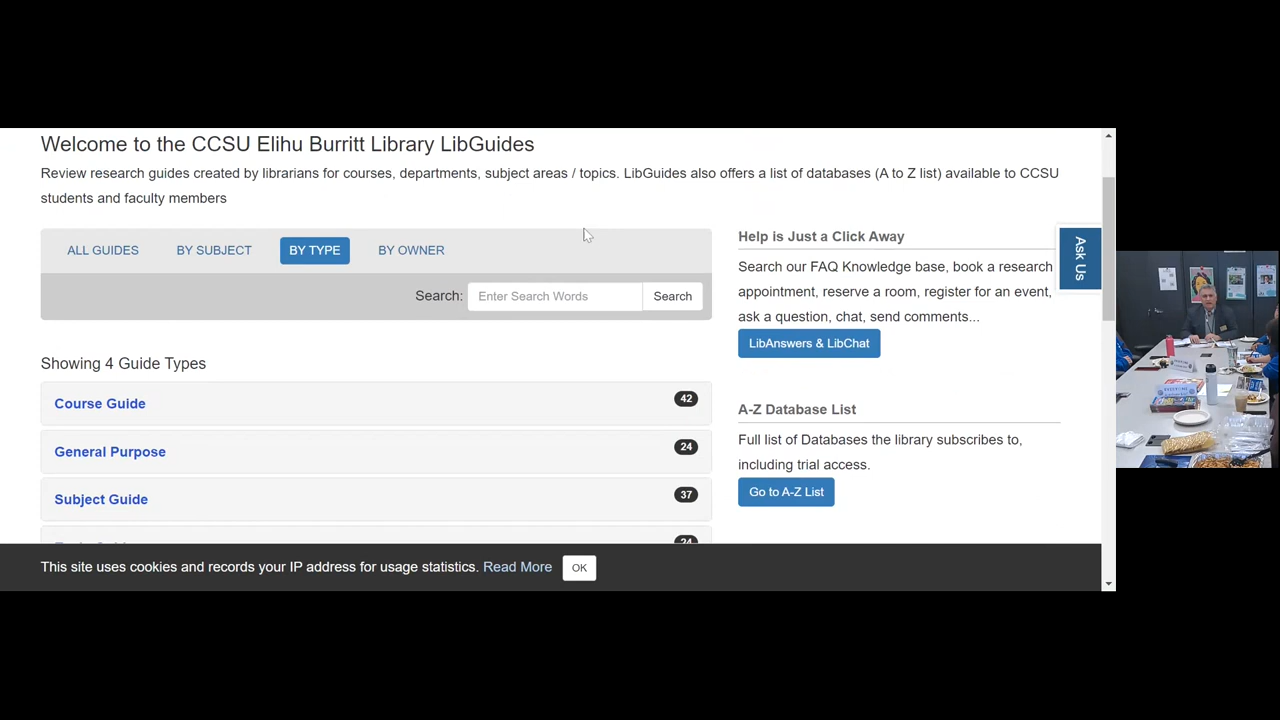 Welcome to the CCSU Elihu Burritt Library LibGuides
Review research guides created by librarians for courses, departments, subject areas / topics. LibGuides also offers a list of databases (A to Z list) available to CCSU
students and faculty members
ALL GUIDES BY SUBJECT BY TYPE BY OWNER
Search: Enter Search Words Search
Showing 4 Guide Types
Course Guide 42
General Purpose 24
Subject Guide 37
24
Help is Just a Click Away
Search our FAQ Knowledge base, book a research
appointment, reserve a room, register for an event,
ask a question, chat, send comments...
LibAnswers & LibChat
A-Z Database List
Full list of Databases the library subscribes to,
including trial access.
Go to A-Z List
Ask Us
This site uses cookies and records your IP address for usage statistics. Read More OK